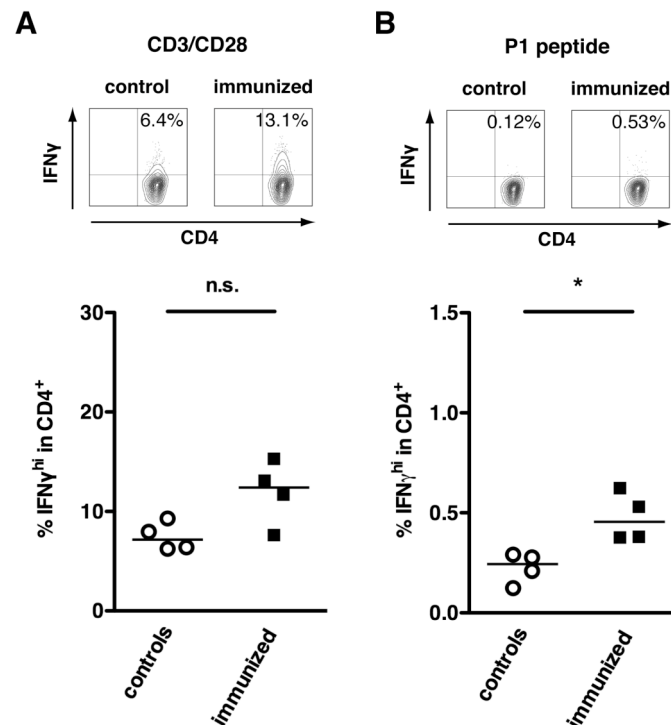 A
CD3/CD28
control immunized
6.4% 13.1%
IFNγ
CD4
n.s.
30
20
10
0
% IFNγhi in CD4+
controls
immunized
B
P1 peptide
control immunized
0.12% 0.53%
IFNγ
CD4
*
1.5
1.0
0.5
0.0
% IFNγhi in CD4+
controls
immunized